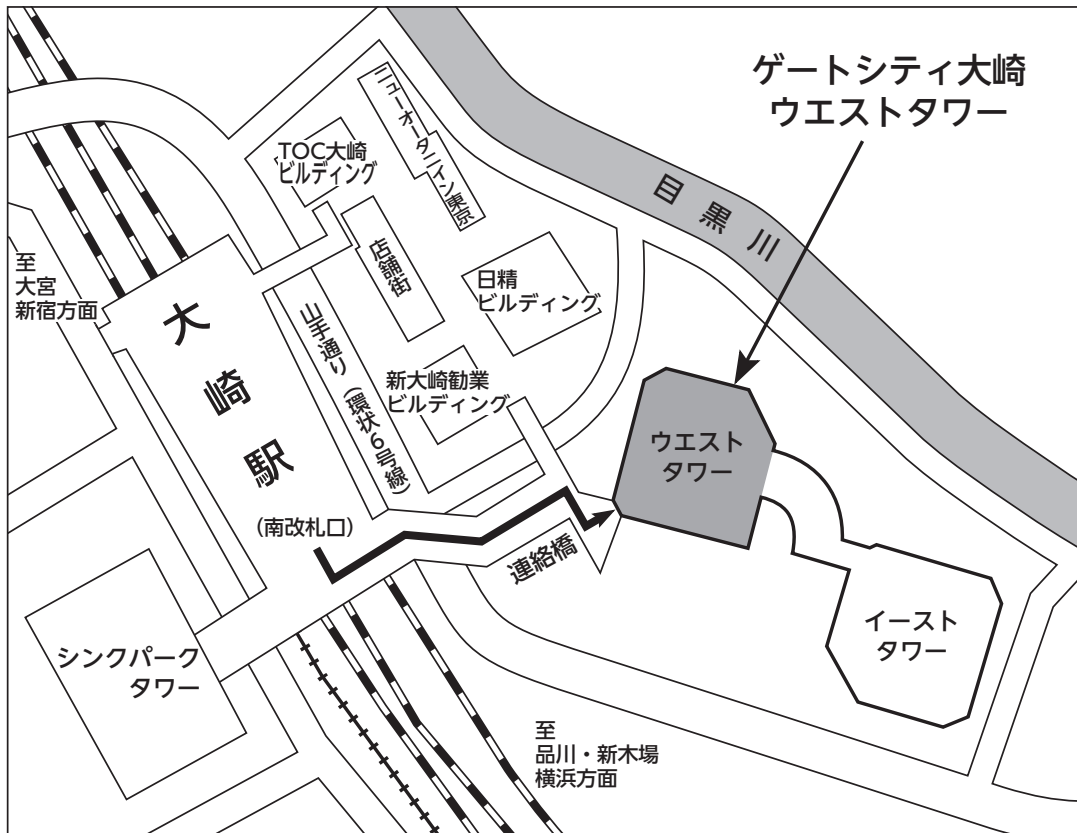 ゲートシティ大崎
ウエストタワー
ニューオータニイン東京
TOC大崎
ビルディング
目黒川
店舗街
日精
ビルディング
至
大宮
新宿方面
大崎駅
山手通り(環状6号線)
新大崎勧業
ビルディング
ウエスト
タワー
(南改札口)
連絡橋
イースト
タワー
シンクパーク
タワー
至
品川・新木場
横浜方面